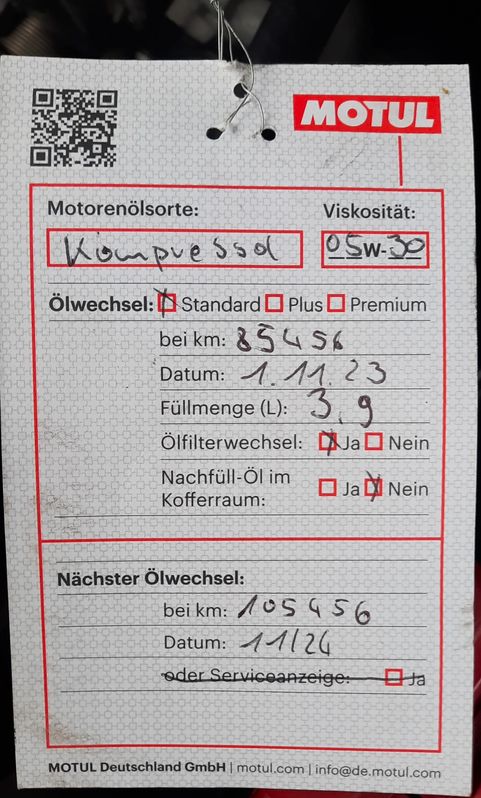 MOTUL
Motorenölsorte: Viskosität:
Kompressol 05W-30
Ölwechsel: Standard Plus Premium
bei km: 85456
Datum: 1.11.23
Füllmenge (L): 3,9
Ölfilterwechsel: Ja Nein
Nachfüll-Öl im
Kofferraum: Ja Nein
Nächster Ölwechsel:
bei km: 105456
Datum: 11/24
oder Serviceanzeige: Ja
MOTUL Deutschland GmbH | motul.com | info@de.motul.com